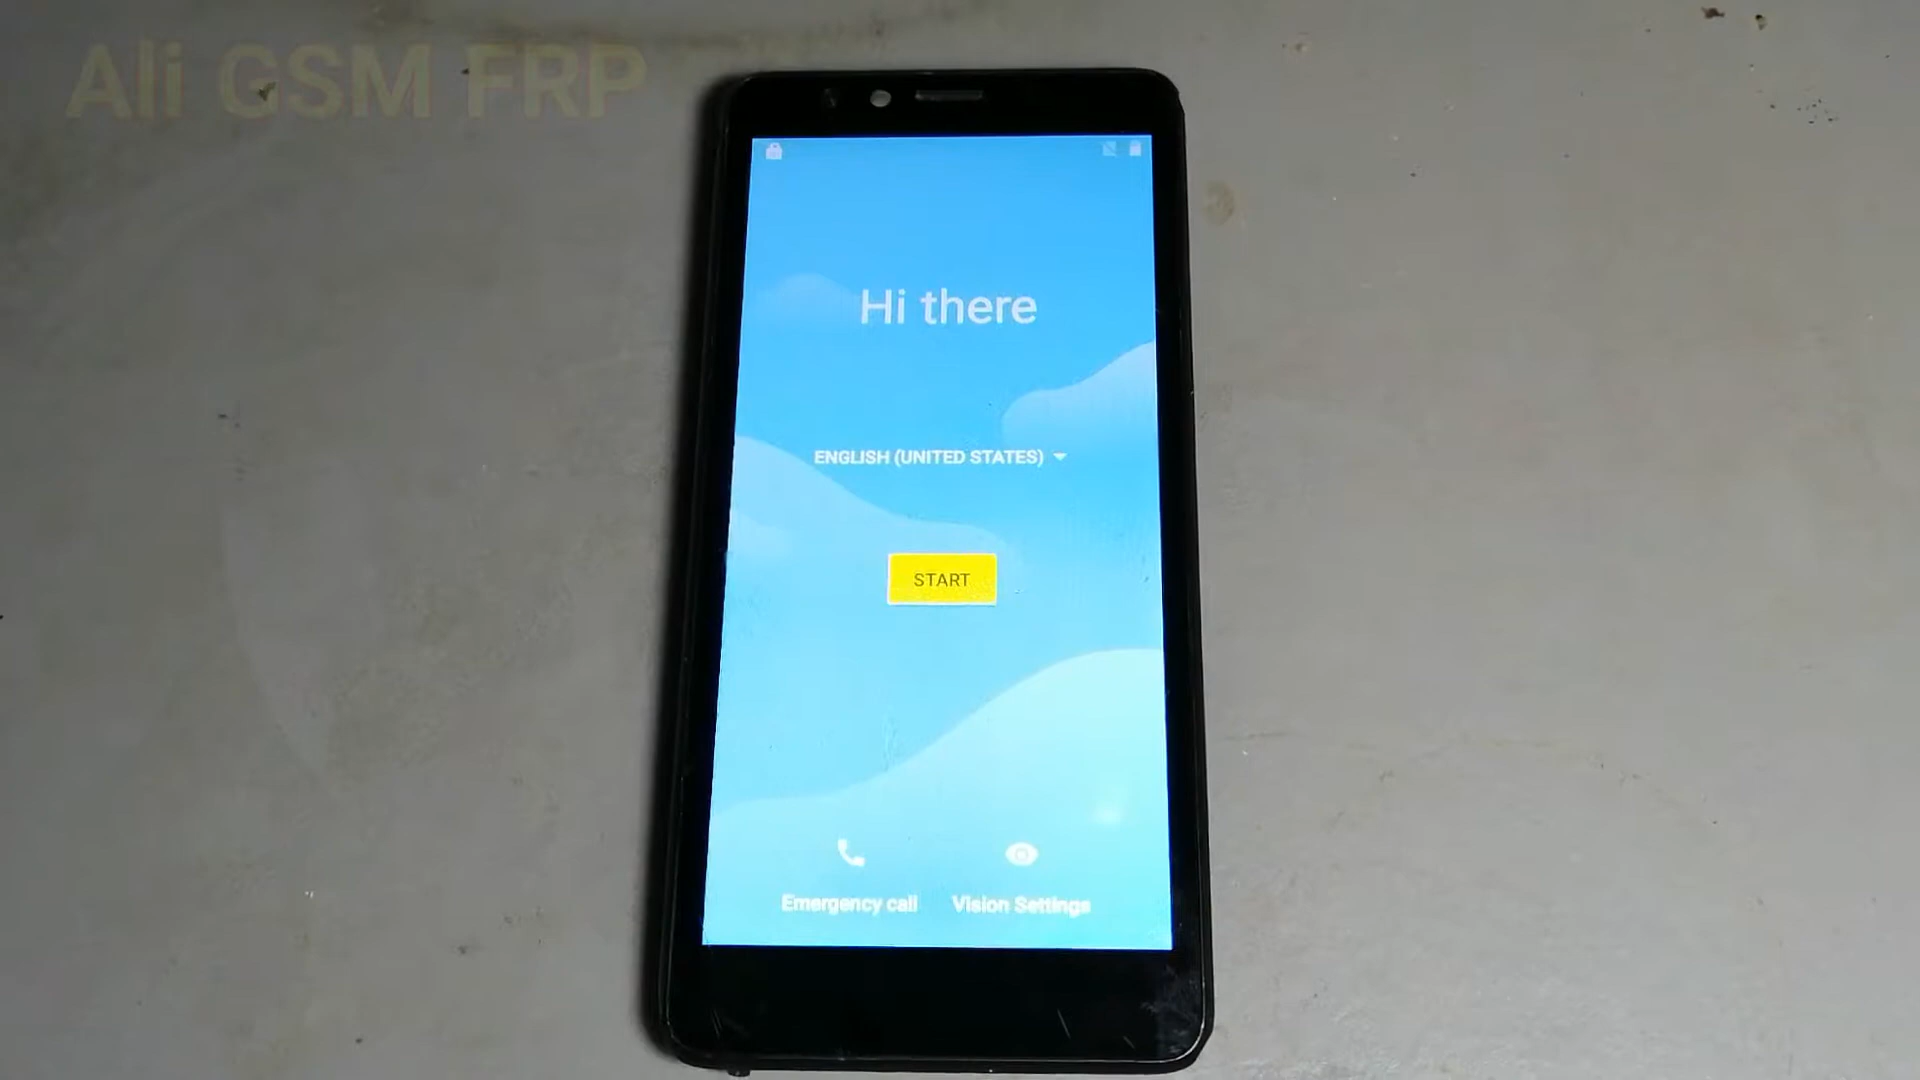 Ali GSM FRP
Hi there
ENGLISH (UNITED STATES)
START
Emergency call
Vision Settings